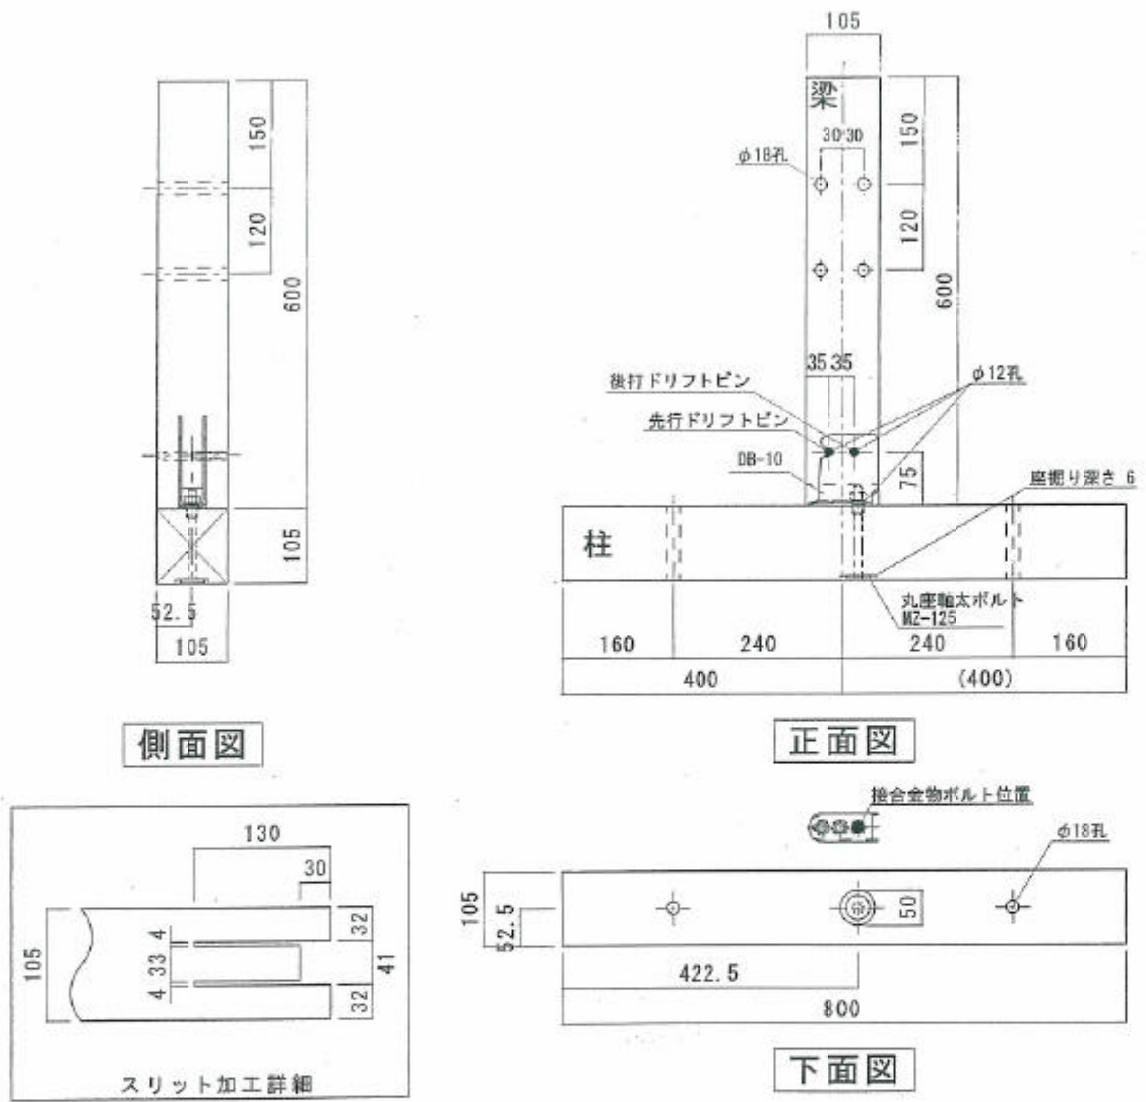 150
120
600
105
52.5
105
側面図
105
梁
30 30
φ18孔
150
120
600
35 35
後打ドリフトピン
先行ドリフトピン
φ12孔
DB-10
75
座掘り深さ 6
柱
丸座軸太ボルト
MZ-125
160
240
240
160
400
(400)
正面図
130
30
105
4
33
4
32
41
32
スリット加工詳細
接合金物ボルト位置
φ18孔
105
52.5
50
422.5
800
下面図